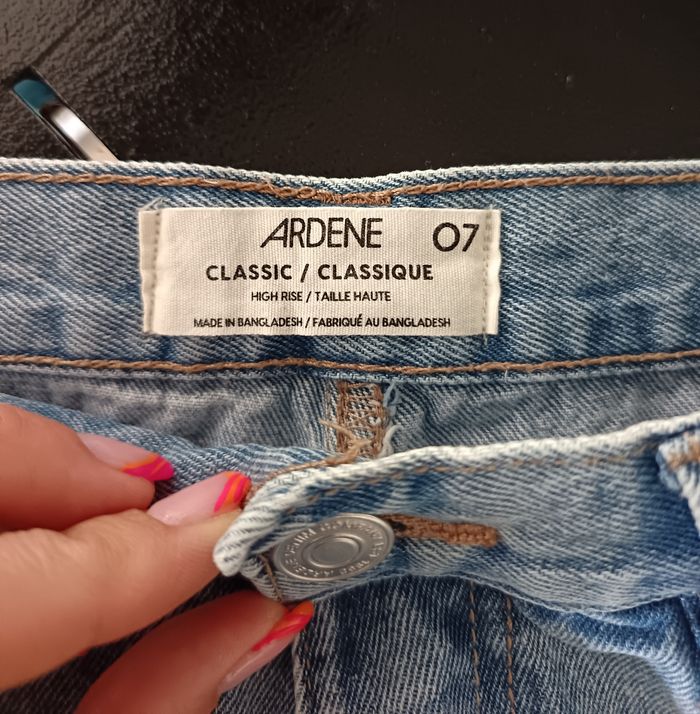 ARDENE 07
CLASSIC / CLASSIQUE
HIGH RISE / TAILLE HAUTE
MADE IN BANGLADESH / FABRIQUÉ AU BANGLADESH